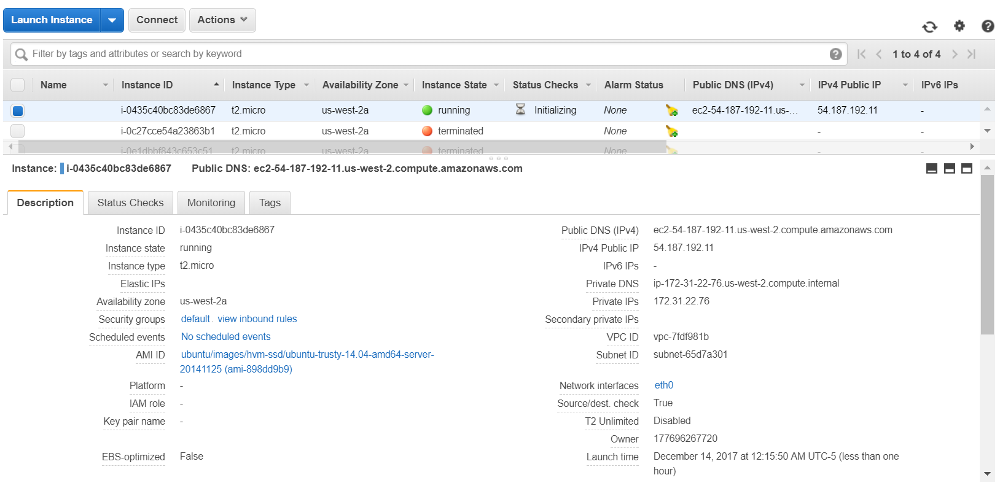 Launch Instance Connect Actions
Filter by tags and attributes or search by keyword 1 to 4 of 4
Name Instance ID Instance Type Availability Zone Instance State Status Checks Alarm Status Public DNS (IPv4) IPv4 Public IP IPv6 IPs
i-0435c40bc83de6867 t2.micro us-west-2a running Initializing None ec2-54-187-192-11.us-... 54.187.192.11 -
i-0c27cce54a23863b1 t2.micro us-west-2a terminated None - -
i-0e1dbbf843c653c51 t2.micro us-west-2a terminated None - -
Instance: i-0435c40bc83de6867 Public DNS: ec2-54-187-192-11.us-west-2.compute.amazonaws.com
Description Status Checks Monitoring Tags
Instance ID i-0435c40bc83de6867 Public DNS (IPv4) ec2-54-187-192-11.us-west-2.compute.amazonaws.com
Instance state running IPv4 Public IP 54.187.192.11
Instance type t2.micro IPv6 IPs -
Elastic IPs Private DNS ip-172-31-22-76.us-west-2.compute.internal
Availability zone us-west-2a Private IPs 172.31.22.76
Security groups default. view inbound rules Secondary private IPs
Scheduled events No scheduled events VPC ID vpc-7fdf981b
AMI ID ubuntu/images/hvm-ssd/ubuntu-trusty-14.04-amd64-server- Subnet ID subnet-65d7a301
20141125 (ami-898dd9b9)
Platform - Network interfaces eth0
IAM role - Source/dest. check True
Key pair name - T2 Unlimited Disabled
Owner 177696267720
EBS-optimized False Launch time December 14, 2017 at 12:15:50 AM UTC-5 (less than one
hour)